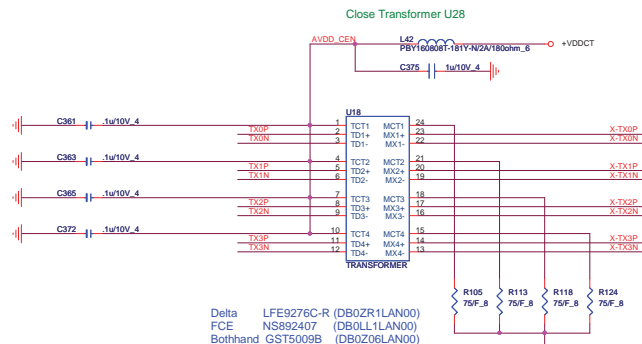 Close Transformer U28
AVDD_CEN
L42
PBY160808T-181Y-N/2A/180ohm_6
+VDDCT
C375
1u/10V_4
U18
C361
.1u/10V_4
1 TCT1 MCT1 24
TX0P 2 TD1+ MX1+ 23 X-TX0P
TX0N 3 TD1- MX1- 22 X-TX0N
C363
.1u/10V_4
4 TCT2 MCT2 21
TX1P 5 TD2+ MX2+ 20 X-TX1P
TX1N 6 TD2- MX2- 19 X-TX1N
C365
.1u/10V_4
7 TCT3 MCT3 18
TX2P 8 TD3+ MX3+ 17 X-TX2P
TX2N 9 TD3- MX3- 16 X-TX2N
C372
.1u/10V_4
10 TCT4 MCT4 15
TX3P 11 TD4+ MX4+ 14 X-TX3P
TX3N 12 TD4- MX4- 13 X-TX3N
TRANSFORMER
R105 R113 R118 R124
75/F_8 75/F_8 75/F_8 75/F_8
Delta LFE9276C-R (DB0ZR1LAN00)
FCE NS892407 (DB0LL1LAN00)
Bothhand GST5009B (DB0Z06LAN00)